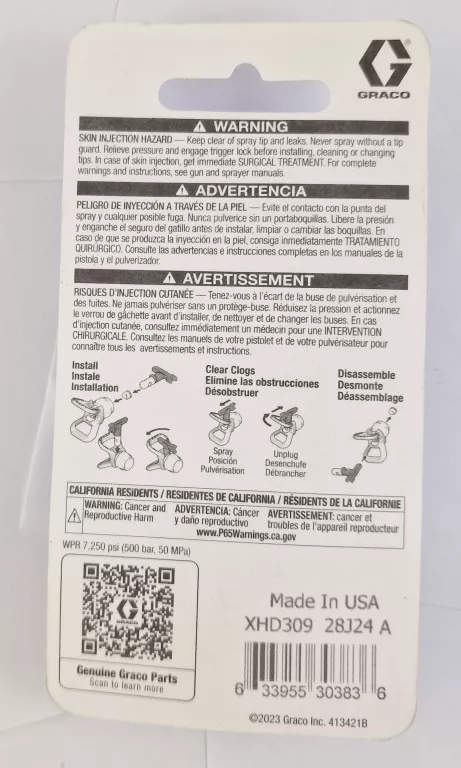 GRACO
WARNING
SKIN INJECTION HAZARD — Keep clear of spray tip and leaks. Never spray without a tip
guard. Relieve pressure and engage trigger lock before installing, cleaning or changing
tips. In case of skin injection, get immediate SURGICAL TREATMENT. For complete
warnings and instructions, see gun and sprayer manuals.
ADVERTENCIA
PELIGRO DE INYECCIÓN A TRAVÉS DE LA PIEL — Evite el contacto con la punta del
spray y cualquier posible fuga. Nunca pulverice sin un portaboquillas. Libere la presión
y enganche el seguro del gatillo antes de instalar, limpiar o cambiar las boquillas. En
caso de que se produzca la inyección en la piel, consiga inmediatamente TRATAMIENTO
QUIRÚRGICO. Consulte las advertencias e instrucciones completas en los manuales de la
pistola y el pulverizador.
AVERTISSEMENT
RISQUES D'INJECTION CUTANÉE — Tenez-vous à l'écart de la buse de pulvérisation et
des fuites. Ne jamais pulvériser sans un protège-buse. Réduisez la pression et actionnez
le verrou de gâchette avant d'installer, de nettoyer et de changer les buses. En cas
d'injection cutanée, consultez immédiatement un médecin pour une INTERVENTION
CHIRURGICALE. Consultez les manuels de votre pistolet et de votre pulvérisateur pour
connaître tous les avertissements et instructions.
Install
Instale
Installation
Clear Clogs
Elimine las obstrucciones
Désobstruer
Disassemble
Desmonte
Déassemblage
Spray
Posición
Pulvérisation
Unplug
Desenchufe
Débrancher
CALIFORNIA RESIDENTS / RESIDENTES DE CALIFORNIA / RÉSIDENTS DE LA CALIFORNIE
WARNING: Cancer and
Reproductive Harm
ADVERTENCIA: Cáncer
y daño reproductivo
AVERTISSEMENT: cancer et
troubles de l'appareil reproducteur
www.P65Warnings.ca.gov
WPR 7,250 psi (500 bar, 50 MPa)
Genuine Graco Parts
Scan to learn more
Made In USA
XHD309 28J24 A
6 33955 30383 6
©2023 Graco Inc. 413421B